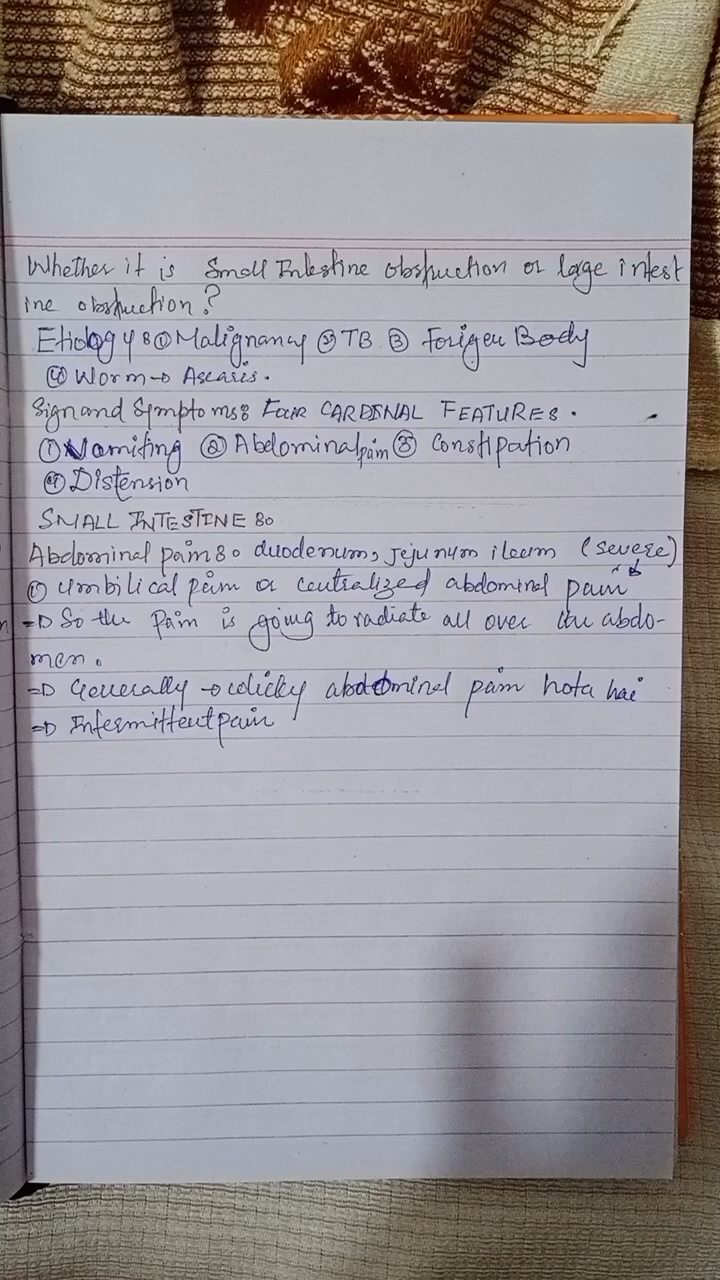 Whether it is Small Intestine obstruction or large intest
ine obstruction?
Etiology: ① Malignancy ② TB ③ Forigen Body
④ Worm → Ascaris.
Sign and Symptoms: FOUR CARDINAL FEATURES.
① Vomiting ② Abdominal pain ③ Constipation
④ Distension
SMALL INTESTINE:
Abdominal pain: duodenum, jejunum ileum (severe)
① Umbilical pain or centralized abdominal pain
⇒ So the pain is going to radiate all over the abdo-
men.
⇒ Generally → colicky abdominal pain hota hai
⇒ Intermittent pain